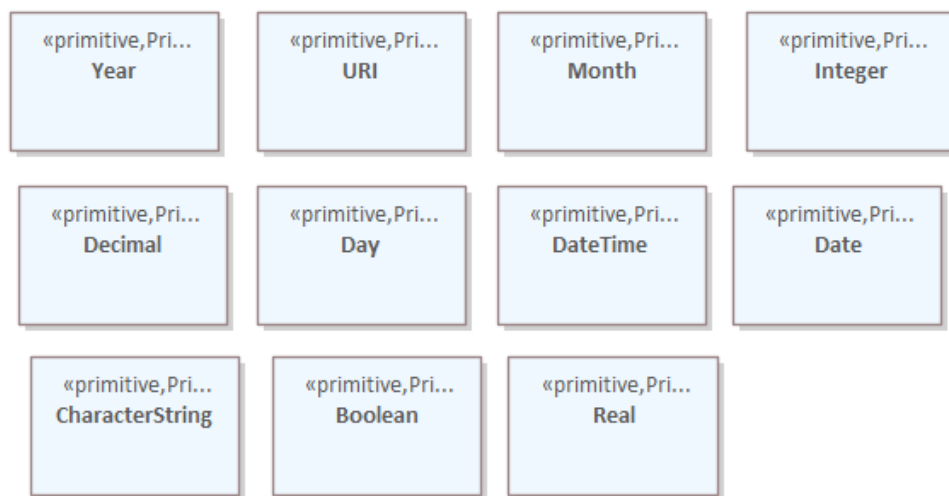 «primitive,Pri...
Year
«primitive,Pri...
URI
«primitive,Pri...
Month
«primitive,Pri...
Integer
«primitive,Pri...
Decimal
«primitive,Pri...
Day
«primitive,Pri...
DateTime
«primitive,Pri...
Date
«primitive,Pri...
CharacterString
«primitive,Pri...
Boolean
«primitive,Pri...
Real